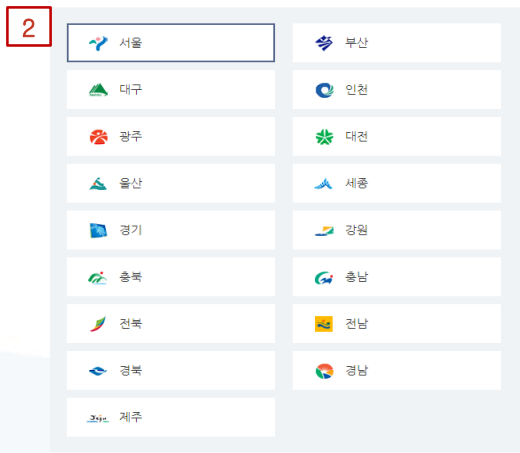 2
서울 부산
대구 인천
광주 대전
울산 세종
경기 강원
충북 충남
전북 전남
경북 경남
Jeju 제주